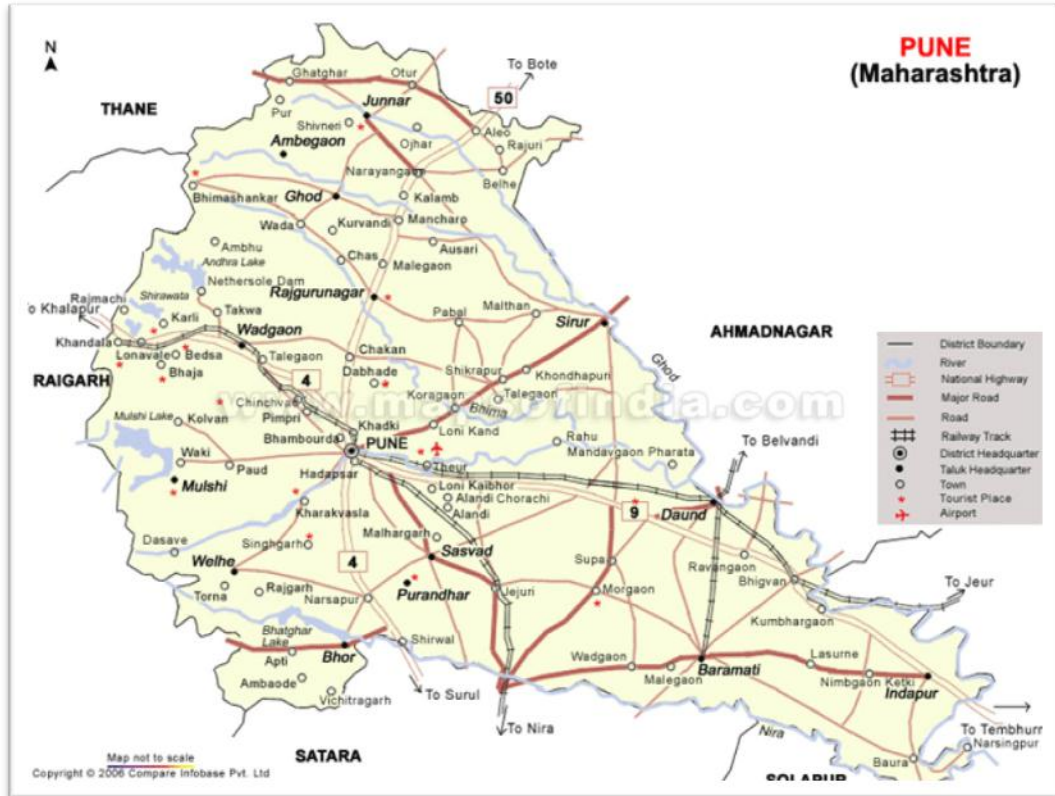 PUNE
(Maharashtra)
N
To Bote
50
THANE
Ghatghar
Otur
Pur
Junnar
Shivneri
Ojhar
Aleo
Rajuri
Ambegaon
Narayangaon
Belhe
Bhimashankar
Ghod
Kalamb
Mancharo
Wada
Kurvandi
Ambhu
Ausari
Andhra Lake
Chas
Malegaon
Nethersole Dam
Rajgurunagar
Rajmachi
Shirawata
To Khalapur
Karli
Takwa
Pabal
Malthan
Sirur
AHMADNAGAR
Khandala
Wadgaon
Lonavale
Bedsa
Talegaon
Chakan
Ghod
RAIGARH
Bhaja
4
Dabhade
Shikrapur
Khondhapuri
Talegaon
Chinchvad
Koragson
Bhima
Mulshi Lake
Kolvan
Pimpri
Khadki
Loni Kand
Bhambourda
PUNE
Rahu
To Belvandi
Waki
Paud
Hadapsar
Theur
Mandavgaon Pharata
Mulshi
Loni Kaibhor
Alandi Chorachi
Kharakvasla
Alandi
9
Daund
Dasave
Singhgarh
Malhargarh
Welhe
4
Sasvad
Supa
Ravangaon
Bhigvan
To Jeur
Torna
Rajgarh
Narsapur
Purandhar
Jejuri
Morgaon
Kumbhargaon
Bhatghar
Lake
Shirwal
Apti
Bhor
Wadgaon
Baramati
Lasurne
Ambaode
Malegaon
Nimbgaon Ketki
Indapur
Vichitragarh
To Surul
To Nira
Nira
To Tembhurr
Narsingpur
SATARA
Baura
SOLAPUR
District Boundary
River
National Highway
Major Road
Road
Railway Track
District Headquarter
Taluk Headquarter
Town
Tourist Place
Airport
Map not to scale
Copyright © 2006 Compare Infobase Pvt. Ltd